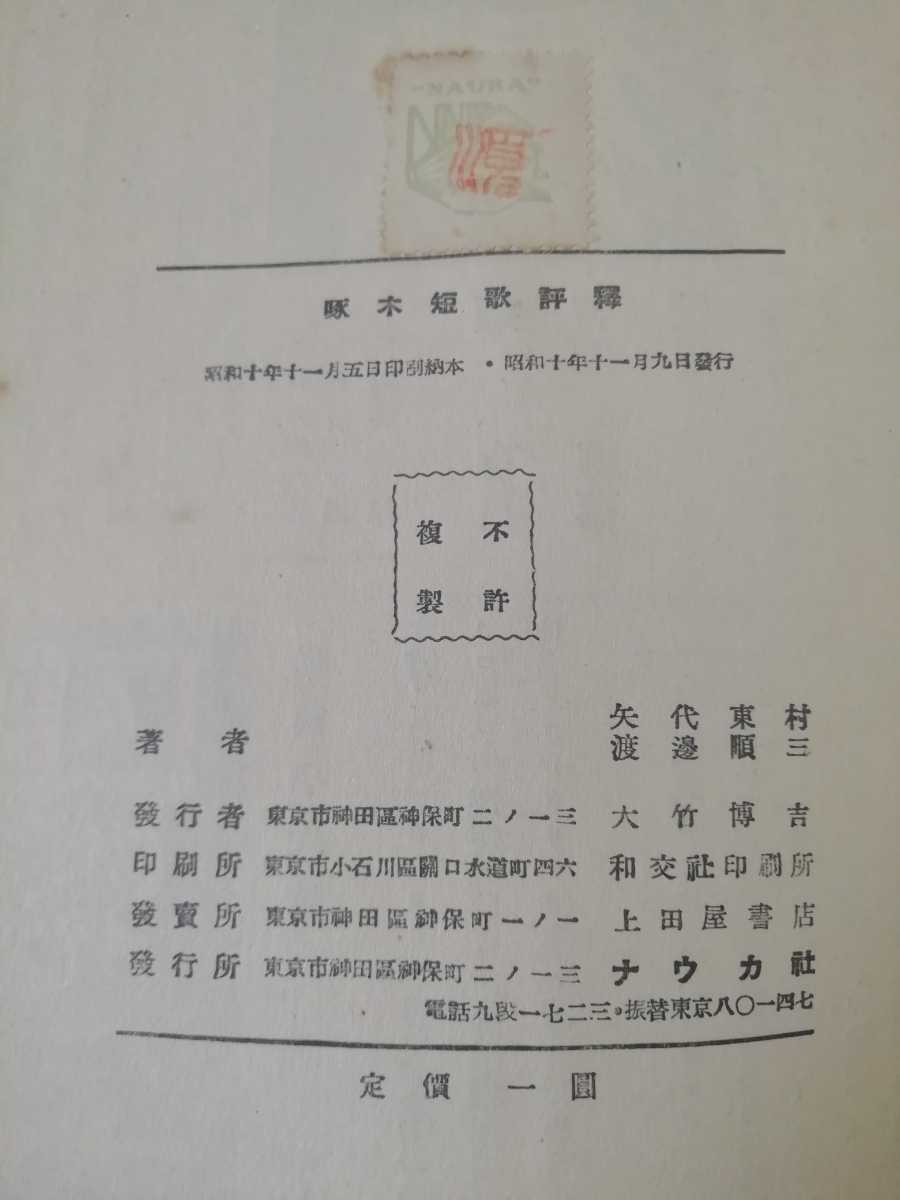 "NAUKA"
啄木短歌評釋
昭和十年十一月五日印刷納本・昭和十年十一月九日發行
不許
複製
著者 矢代東村
渡邊順三
發行者 東京市神田區神保町二ノ一三 大竹博吉
印刷所 東京市小石川區關口水道町四六 和交社印刷所
發賣所 東京市神田區神保町一ノ一 上田屋書店
發行所 東京市神田區神保町二ノ一三 ナウカ社
電話九段一七二三・振替東京八〇一四七
定價一圓